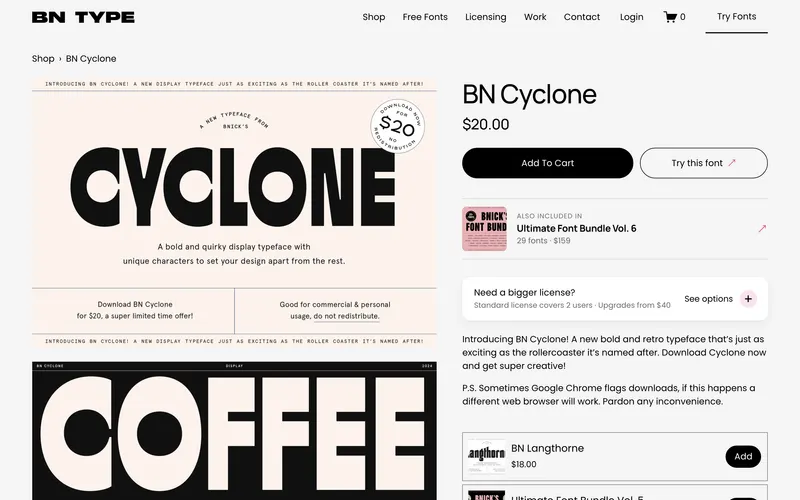 BN TYPE
Shop Free Fonts Licensing Work Contact Login 0 Try Fonts
Shop › BN Cyclone
INTRODUCING BN CYCLONE! A NEW DISPLAY TYPEFACE JUST AS EXCITING AS THE ROLLER COASTER IT'S NAMED AFTER!
A NEW TYPEFACE FROM
BNICK'S
DOWNLOAD NOW FOR
$20
NO REDISTRIBUTION
CYCLONE
A bold and quirky display typeface with
unique characters to set your design apart from the rest.
Download BN Cyclone
for $20, a super limited time offer!
Good for commercial & personal
usage, do not redistribute.
INTRODUCING BN CYCLONE! A NEW DISPLAY TYPEFACE JUST AS EXCITING AS THE ROLLER COASTER IT'S NAMED AFTER!
BN CYCLONE DISPLAY 2024
COFFEE
BN Cyclone
$20.00
Add To Cart
Try this font ↗
BNICK'S
FONT BUND
ALSO INCLUDED IN
Ultimate Font Bundle Vol. 6
29 fonts · $159
↗
Need a bigger license?
Standard license covers 2 users · Upgrades from $40
See options +
Introducing BN Cyclone! A new bold and retro typeface that's just as
exciting as the rollercoaster it's named after. Download Cyclone now
and get super creative!
P.S. Sometimes Google Chrome flags downloads, if this happens a
different web browser will work. Pardon any inconvenience.
angthorn
BN Langthorne
$18.00
Add
BNICK'S
Ultimate Font Bundle Vol. 5